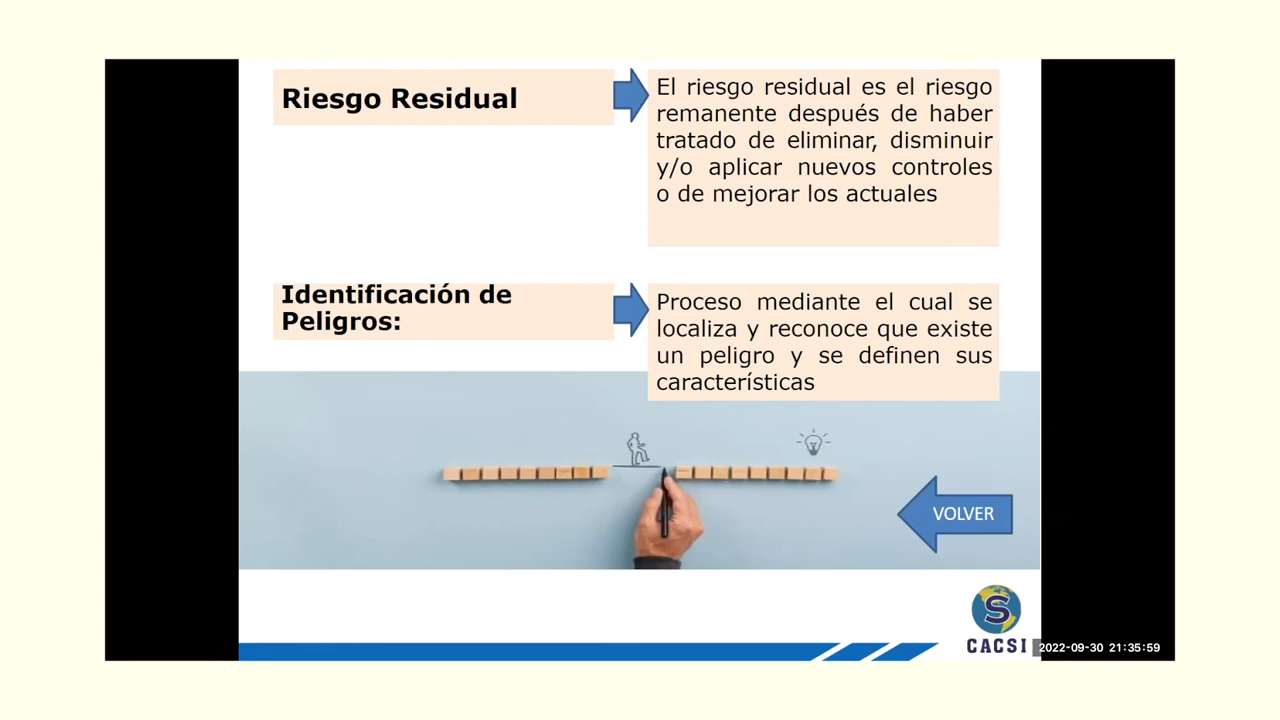 Riesgo Residual
El riesgo residual es el riesgo
remanente después de haber
tratado de eliminar, disminuir
y/o aplicar nuevos controles
o de mejorar los actuales
Identificación de
Peligros:
Proceso mediante el cual se
localiza y reconoce que existe
un peligro y se definen sus
características
VOLVER
S
CACSI
2022-09-30 21:35:59